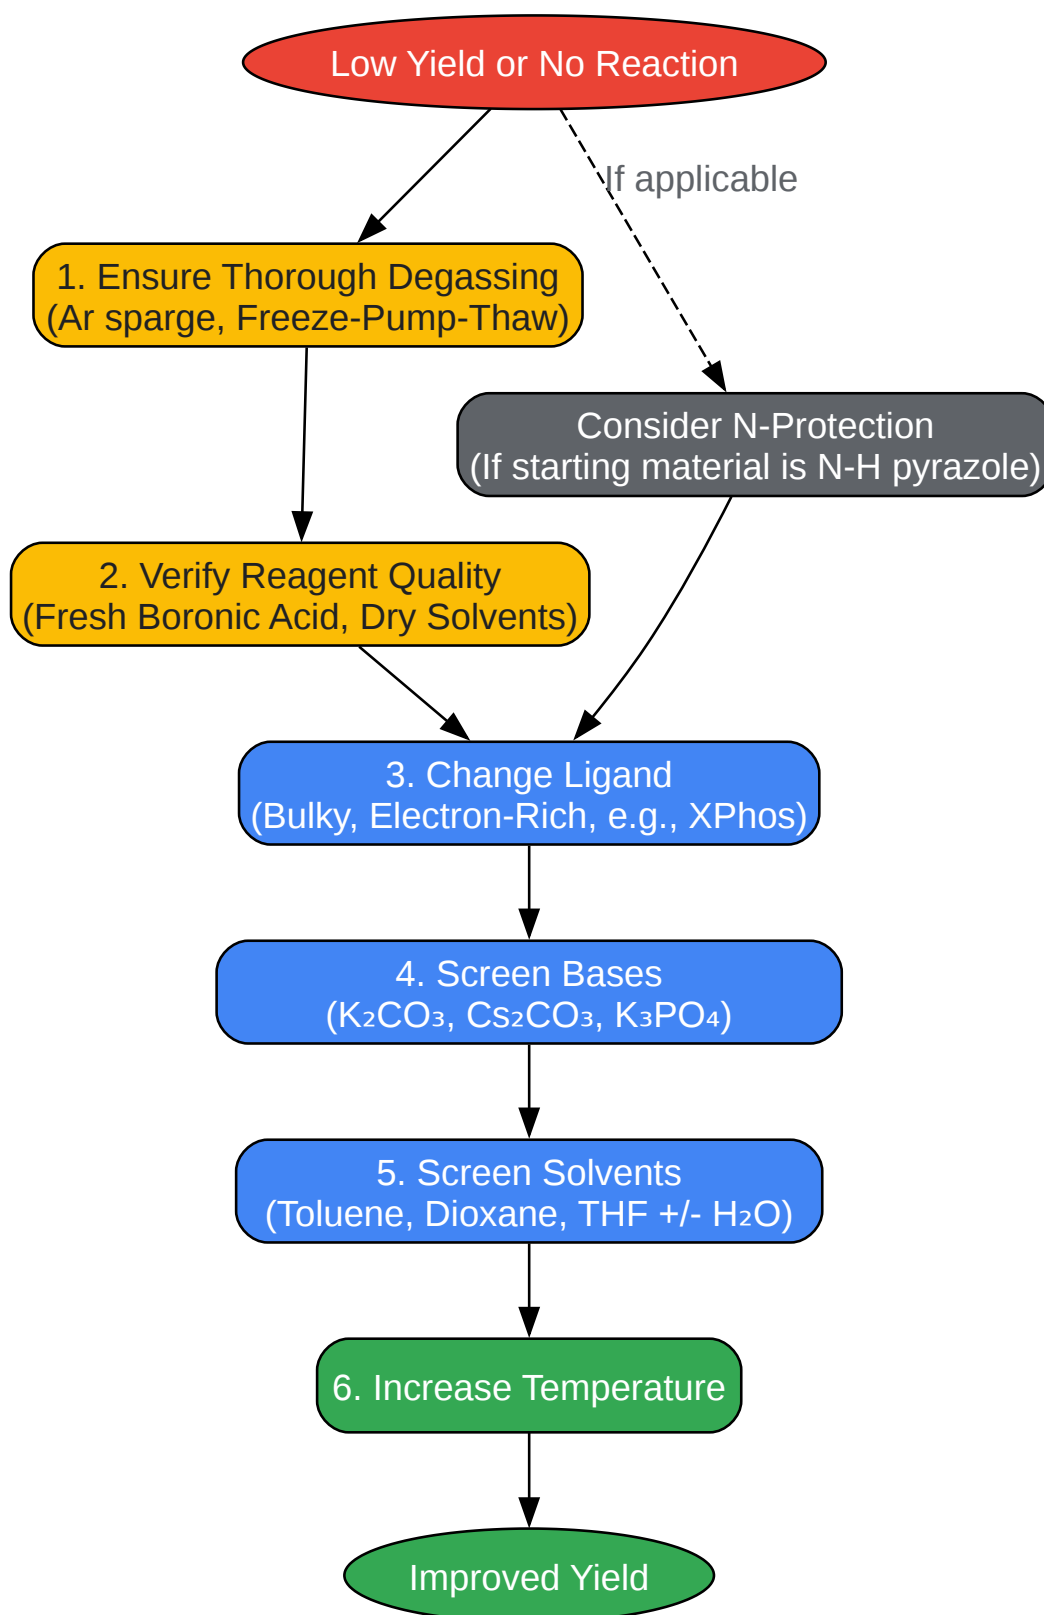 Low Yield or No Reaction
If applicable
1. Ensure Thorough Degassing
(Ar sparge, Freeze-Pump-Thaw)
Consider N-Protection
(If starting material is N-H pyrazole)
2. Verify Reagent Quality
(Fresh Boronic Acid, Dry Solvents)
3. Change Ligand
(Bulky, Electron-Rich, e.g., XPhos)
4. Screen Bases
(K₂CO₃, Cs₂CO₃, K₃PO₄)
5. Screen Solvents
(Toluene, Dioxane, THF +/- H₂O)
6. Increase Temperature
Improved Yield